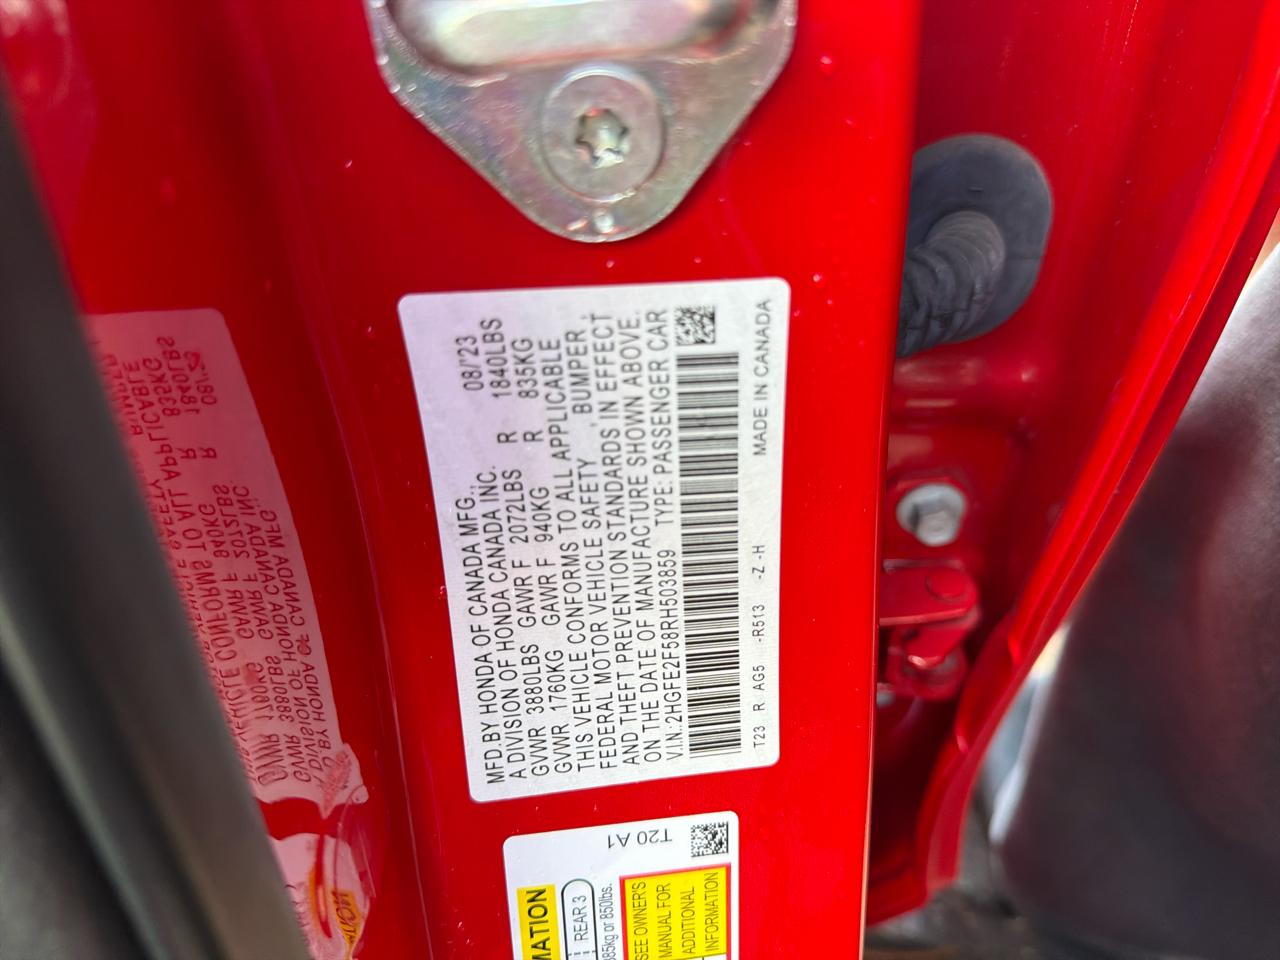 MFD.BY HONDA OF CANADA MFG., 08/'23
A DIVISION OF HONDA CANADA INC.
GVWR 3880LBS GAWR F 2072LBS R 1840LBS
GVWR 1760KG GAWR F 940KG R 835KG
THIS VEHICLE CONFORMS TO ALL APPLICABLE
FEDERAL MOTOR VEHICLE SAFETY, BUMPER,
AND THEFT PREVENTION STANDARDS IN EFFECT
ON THE DATE OF MANUFACTURE SHOWN ABOVE.
V.I.N.:2HGFE2F58RH503859 TYPE: PASSENGER CAR
T23 R AG5 -R513 -Z -H MADE IN CANADA
T20 A1
REAR 3
or 850lbs.
SEE OWNER'S
MANUAL FOR
ADDITIONAL
INFORMATION